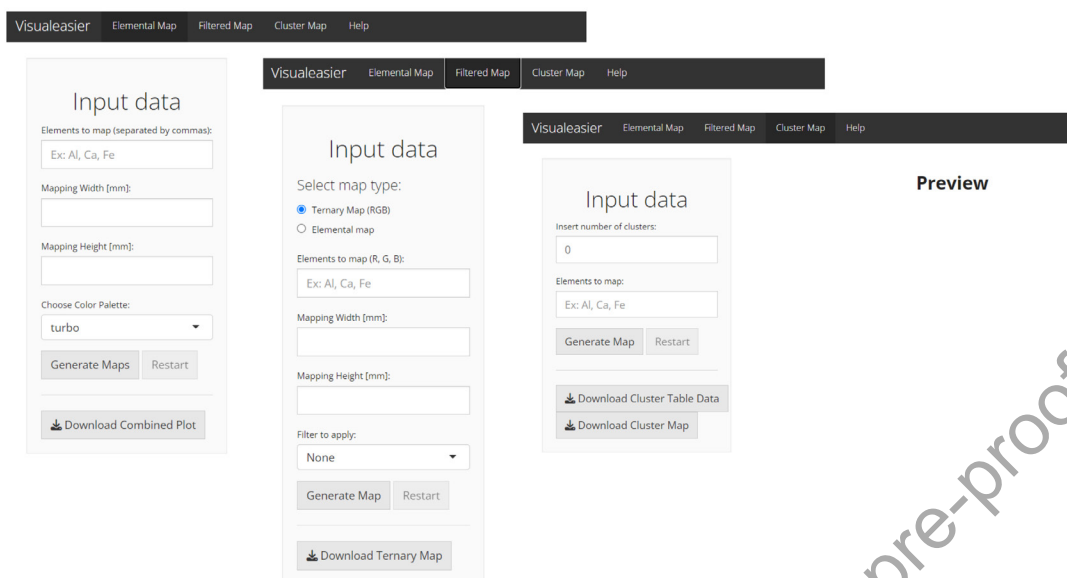 Visualeasier Elemental Map Filtered Map Cluster Map Help
Input data
Elements to map (separated by commas):
Ex: Al, Ca, Fe
Mapping Width [mm]:
Mapping Height [mm]:
Choose Color Palette:
turbo
Generate Maps Restart
Download Combined Plot
Visualeasier Elemental Map Filtered Map Cluster Map Help
Input data
Select map type:
Ternary Map (RGB)
Elemental map
Elements to map (R, G, B):
Ex: Al, Ca, Fe
Mapping Width [mm]:
Mapping Height [mm]:
Filter to apply:
None
Generate Map Restart
Download Ternary Map
Visualeasier Elemental Map Filtered Map Cluster Map Help
Input data
Insert number of clusters:
0
Elements to map:
Ex: Al, Ca, Fe
Generate Map Restart
Download Cluster Table Data
Download Cluster Map
Preview
pre-proof